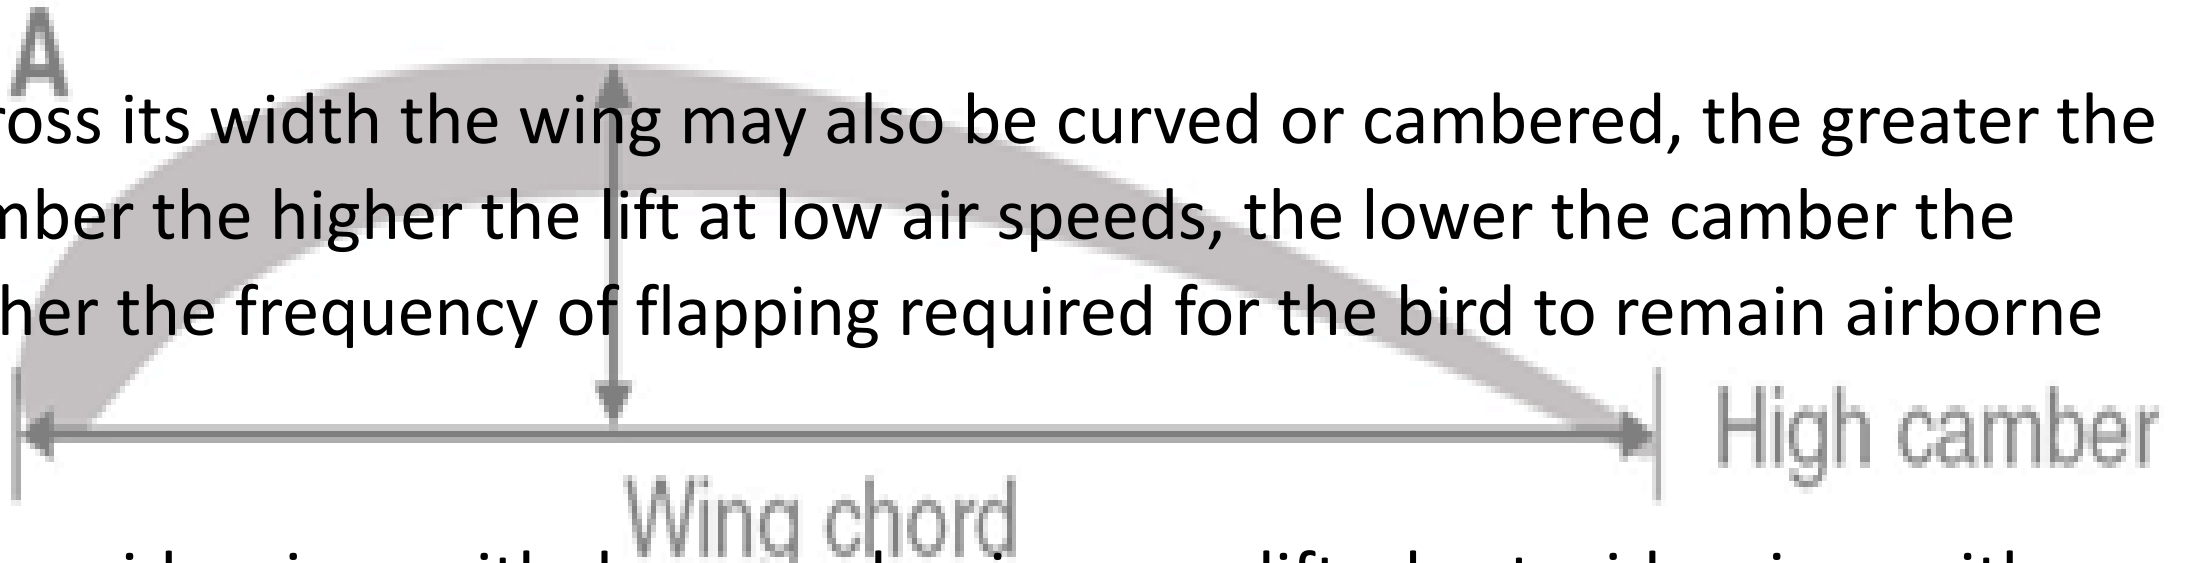 A
ross its width the wing may also be curved or cambered, the greater the
mber the higher the lift at low air speeds, the lower the camber the
her the frequency of flapping required for the bird to remain airborne
High camber
Wing chord